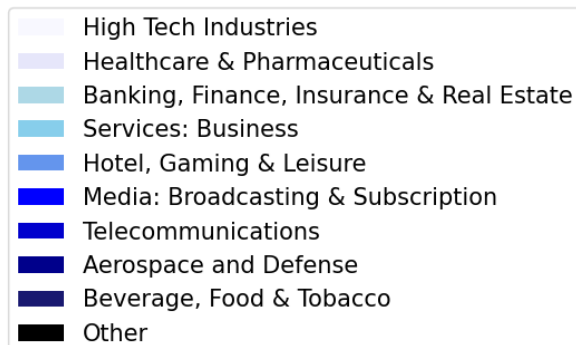 High Tech Industries
Healthcare & Pharmaceuticals
Banking, Finance, Insurance & Real Estate
Services: Business
Hotel, Gaming & Leisure
Media: Broadcasting & Subscription
Telecommunications
Aerospace and Defense
Beverage, Food & Tobacco
Other